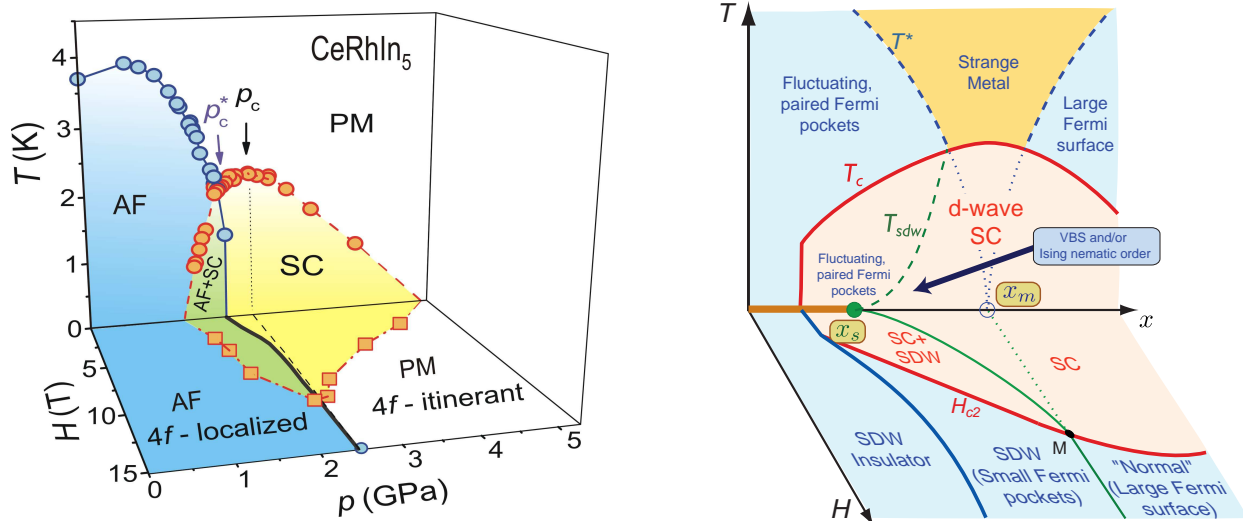 CeRhIn5
4
3
2
1
0
T (K)
p*c
pc
PM
AF
AF+SC
SC
0
5
10
15
H (T)
AF
4f - localized
PM
4f - itinerant
0
1
2
3
4
5
p (GPa)
T
T*
Strange
Metal
Fluctuating,
paired Fermi
pockets
Large
Fermi
surface
Tc
d-wave
SC
Tsdw
VBS and/or
Ising nematic order
Fluctuating,
paired Fermi
pockets
xs
xm
x
SC+
SDW
SC
Hc2
M
SDW
Insulator
SDW
(Small Fermi
pockets)
"Normal"
(Large Fermi
surface)
H